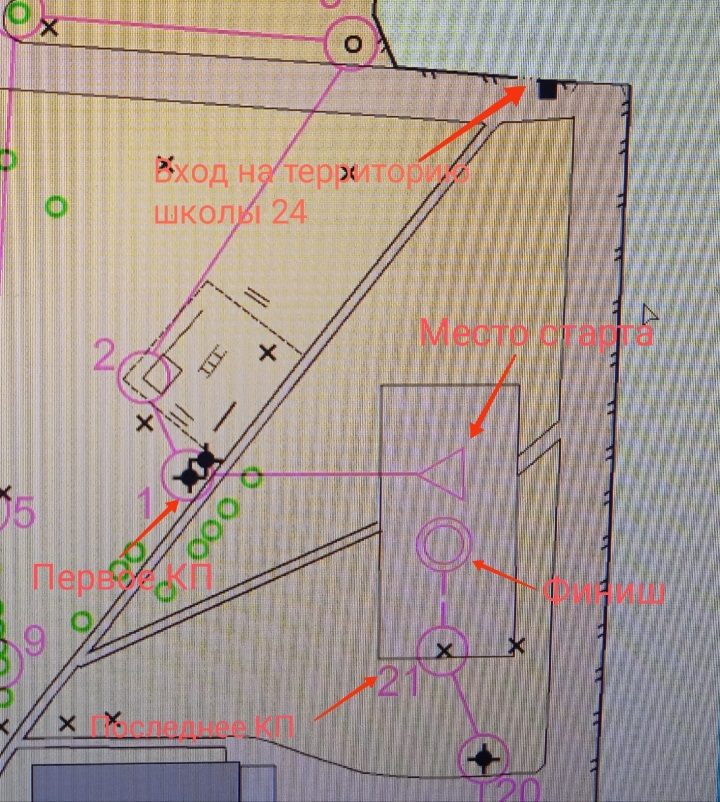 Вход на территорию
школы 24
Место старта
2
1
5
Первое КП
Финиш
9
21
Последнее КП
20